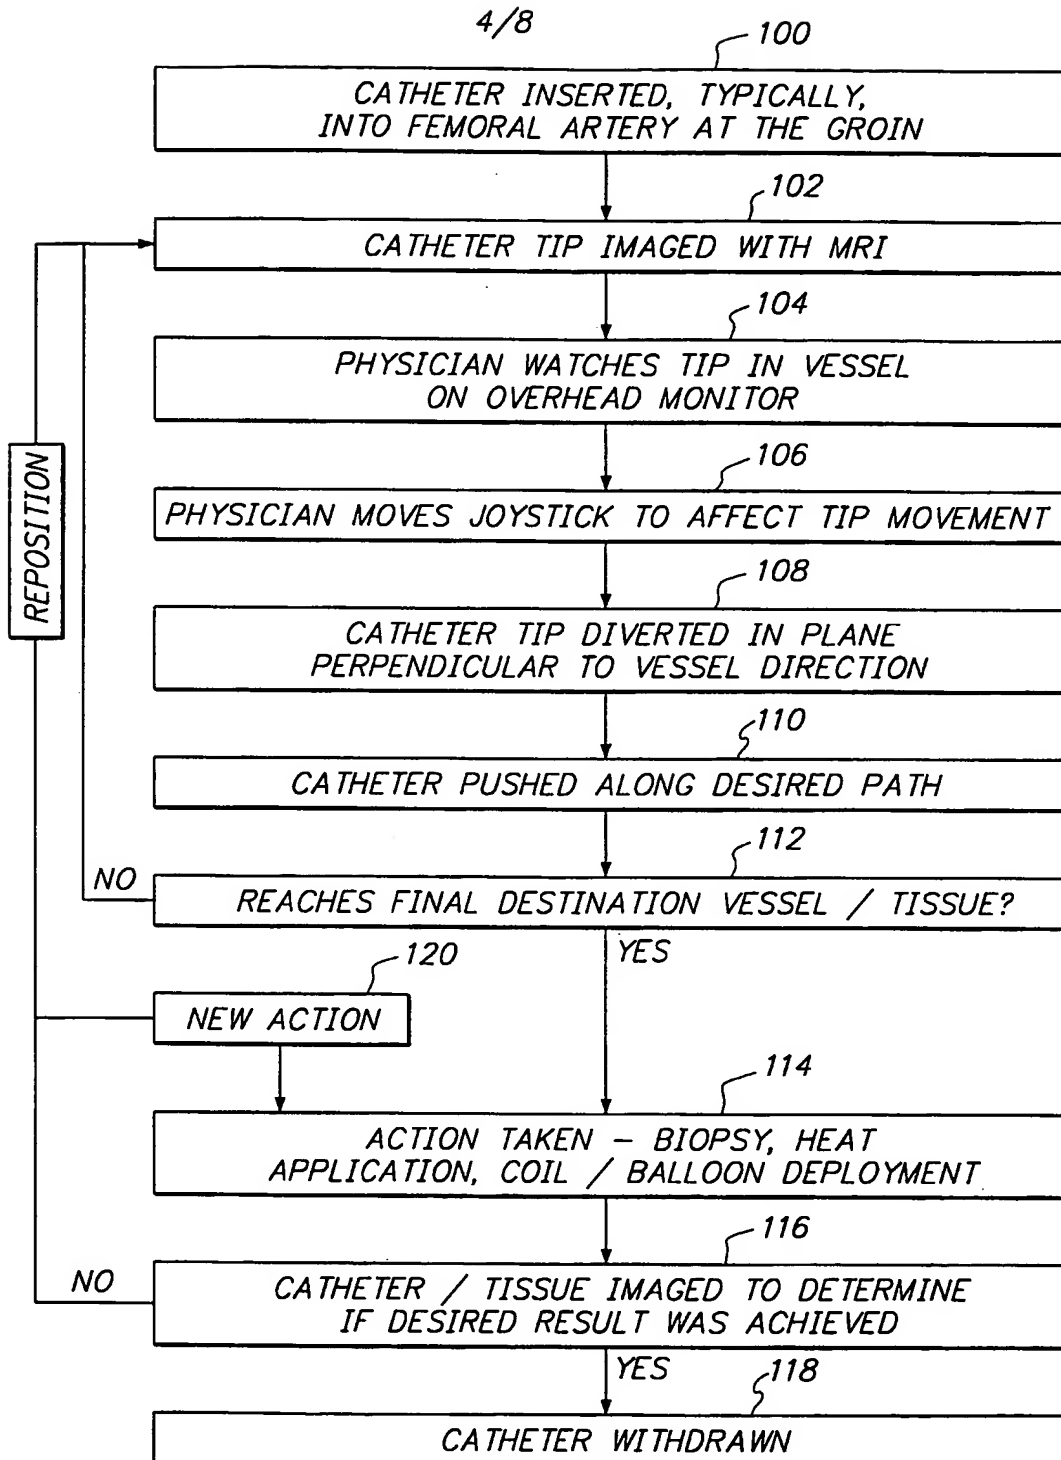 4/8
100
CATHETER INSERTED, TYPICALLY,
INTO FEMORAL ARTERY AT THE GROIN
102
CATHETER TIP IMAGED WITH MRI
104
PHYSICIAN WATCHES TIP IN VESSEL
ON OVERHEAD MONITOR
106
PHYSICIAN MOVES JOYSTICK TO AFFECT TIP MOVEMENT
REPOSITION
108
CATHETER TIP DIVERTED IN PLANE
PERPENDICULAR TO VESSEL DIRECTION
110
CATHETER PUSHED ALONG DESIRED PATH
112
NO
REACHES FINAL DESTINATION VESSEL / TISSUE?
YES
120
NEW ACTION
114
ACTION TAKEN – BIOPSY, HEAT
APPLICATION, COIL / BALLOON DEPLOYMENT
116
NO
CATHETER / TISSUE IMAGED TO DETERMINE
IF DESIRED RESULT WAS ACHIEVED
YES
118
CATHETER WITHDRAWN